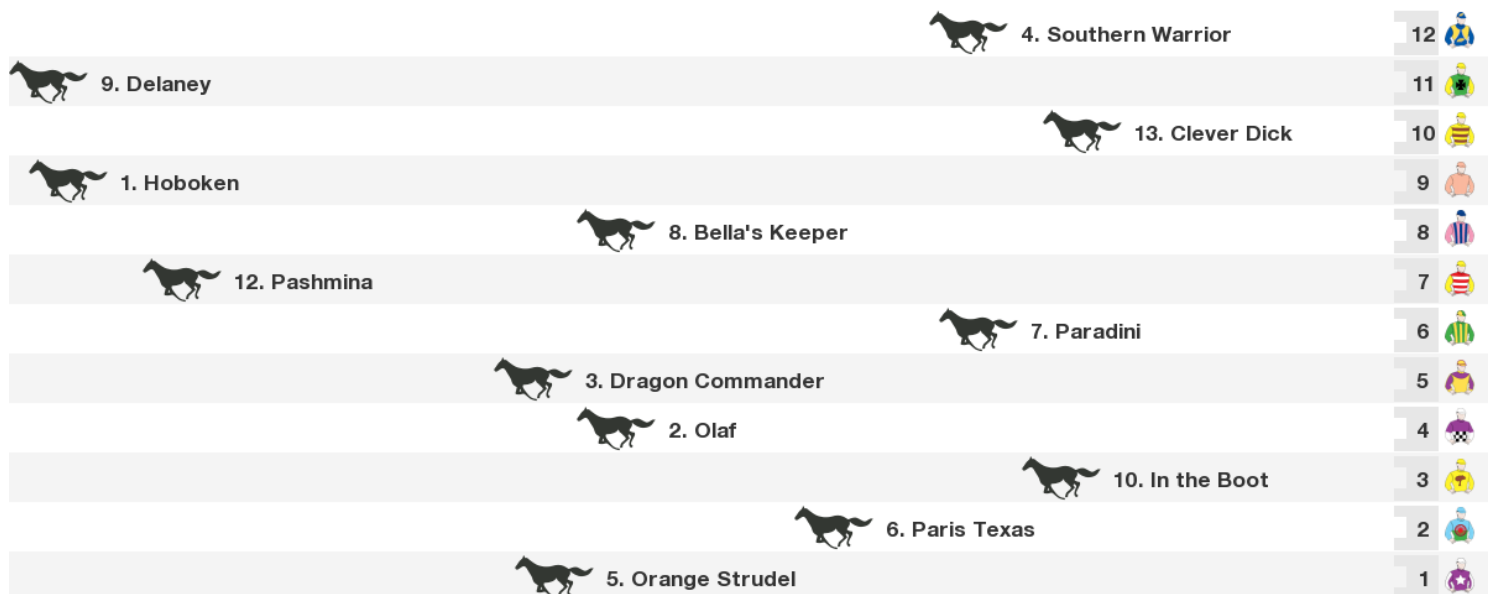 4. Southern Warrior 12
9. Delaney 11
13. Clever Dick 10
1. Hoboken 9
8. Bella's Keeper 8
12. Pashmina 7
7. Paradini 6
3. Dragon Commander 5
2. Olaf 4
10. In the Boot 3
6. Paris Texas 2
5. Orange Strudel 1